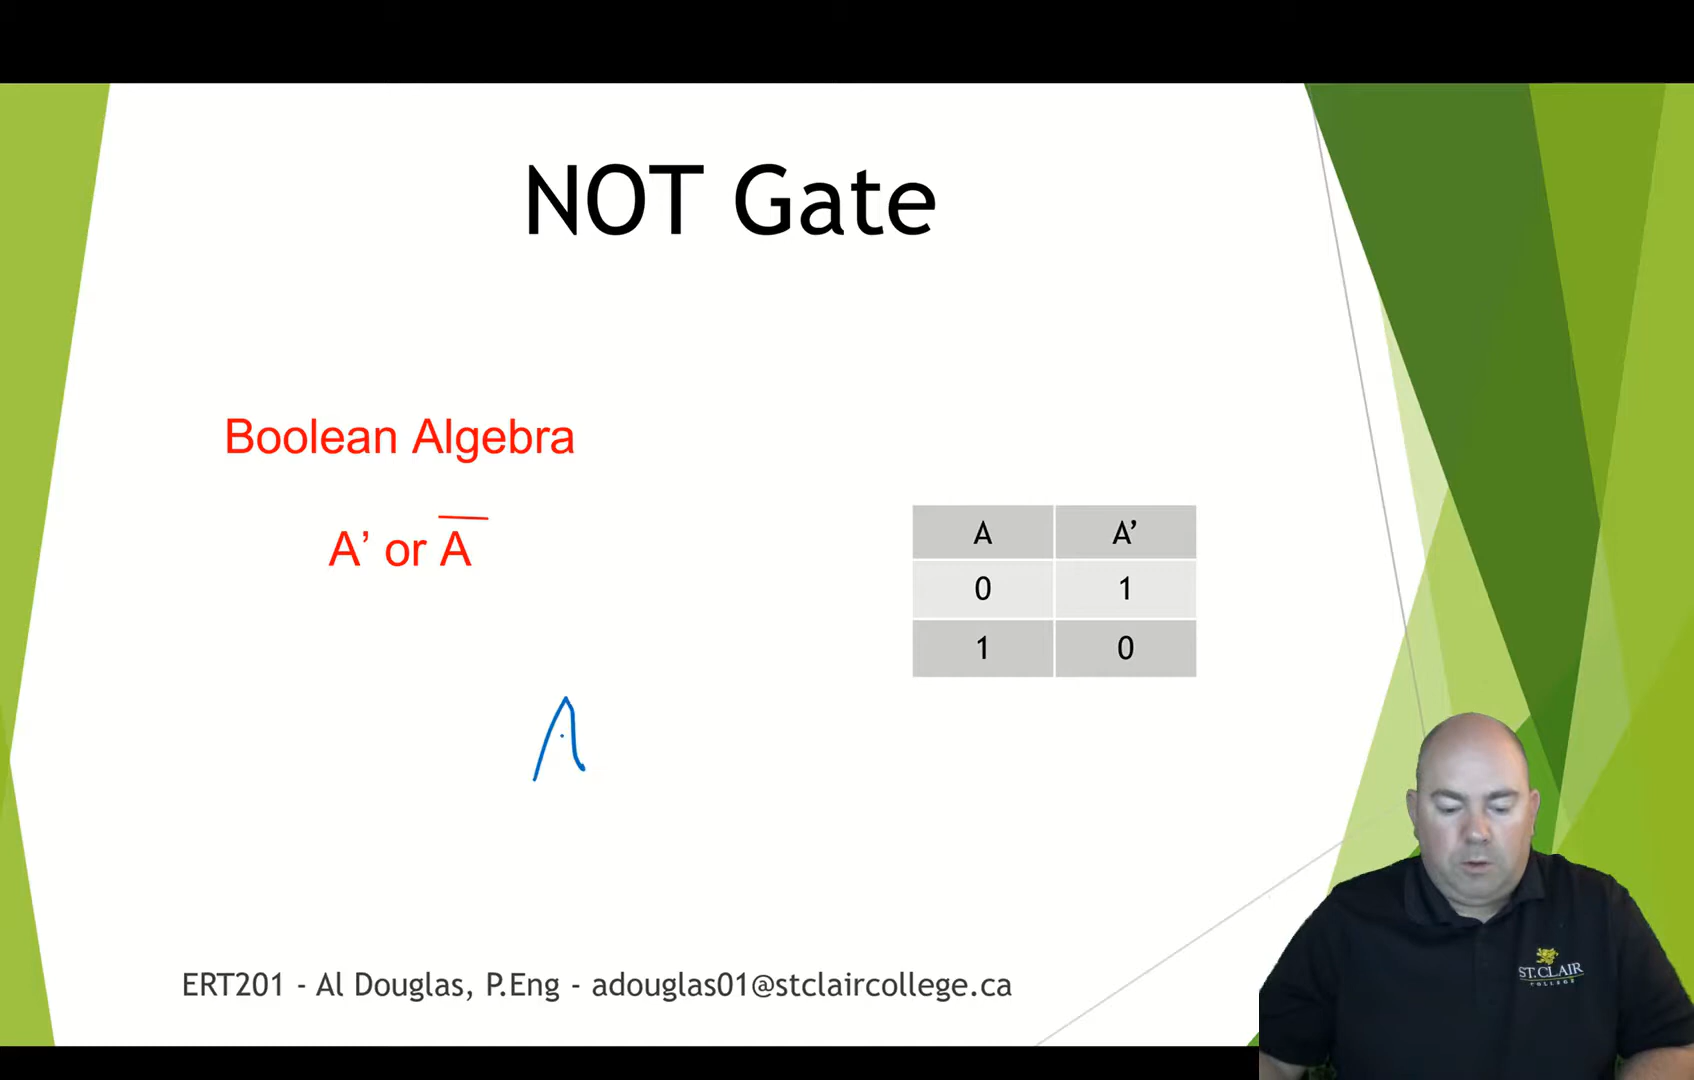 NOT Gate
Boolean Algebra
A’ or A̅
A A’
0 1
1 0
A
ERT201 - Al Douglas, P.Eng - adouglas01@stclaircollege.ca
ST. CLAIR
COLLEGE